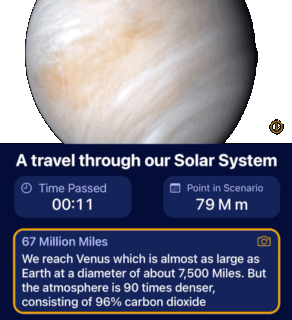 A travel through our Solar System
Time Passed
Point in Scenario
00:11
79 M m
67 Million Miles
We reach Venus which is almost as large as
Earth at a diameter of about 7,500 Miles. But
the atmosphere is 90 times denser,
consisting of 96% carbon dioxide